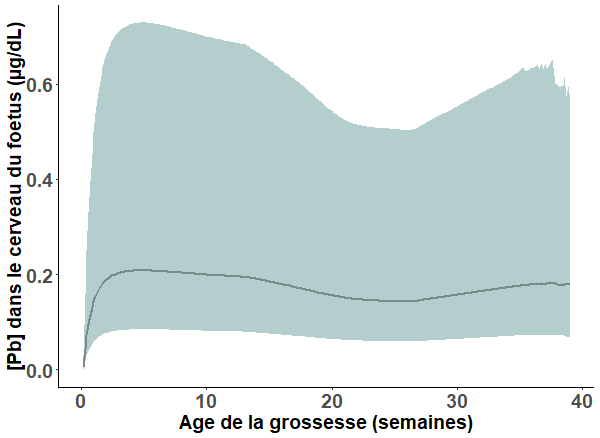 [Pb] dans le cerveau du foetus (µg/dL)
0.6
0.4
0.2
0.0
0 10 20 30 40
Age de la grossesse (semaines)